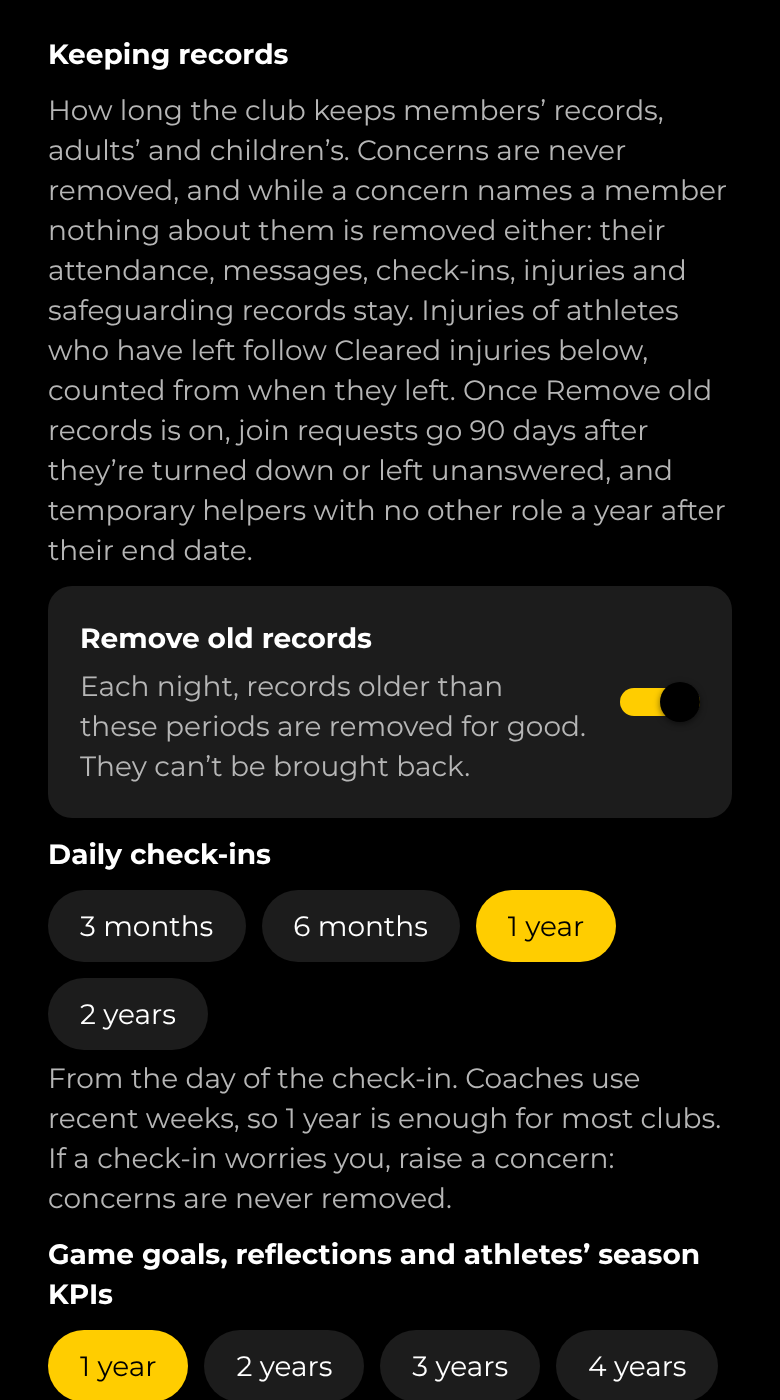 Keeping records
How long the club keeps members’ records,
adults’ and children’s. Concerns are never
removed, and while a concern names a member
nothing about them is removed either: their
attendance, messages, check-ins, injuries and
safeguarding records stay. Injuries of athletes
who have left follow Cleared injuries below,
counted from when they left. Once Remove old
records is on, join requests go 90 days after
they’re turned down or left unanswered, and
temporary helpers with no other role a year after
their end date.
Remove old records
Each night, records older than
these periods are removed for good.
They can’t be brought back.
Daily check-ins
3 months 6 months 1 year
2 years
From the day of the check-in. Coaches use
recent weeks, so 1 year is enough for most clubs.
If a check-in worries you, raise a concern:
concerns are never removed.
Game goals, reflections and athletes’ season
KPIs
1 year 2 years 3 years 4 years